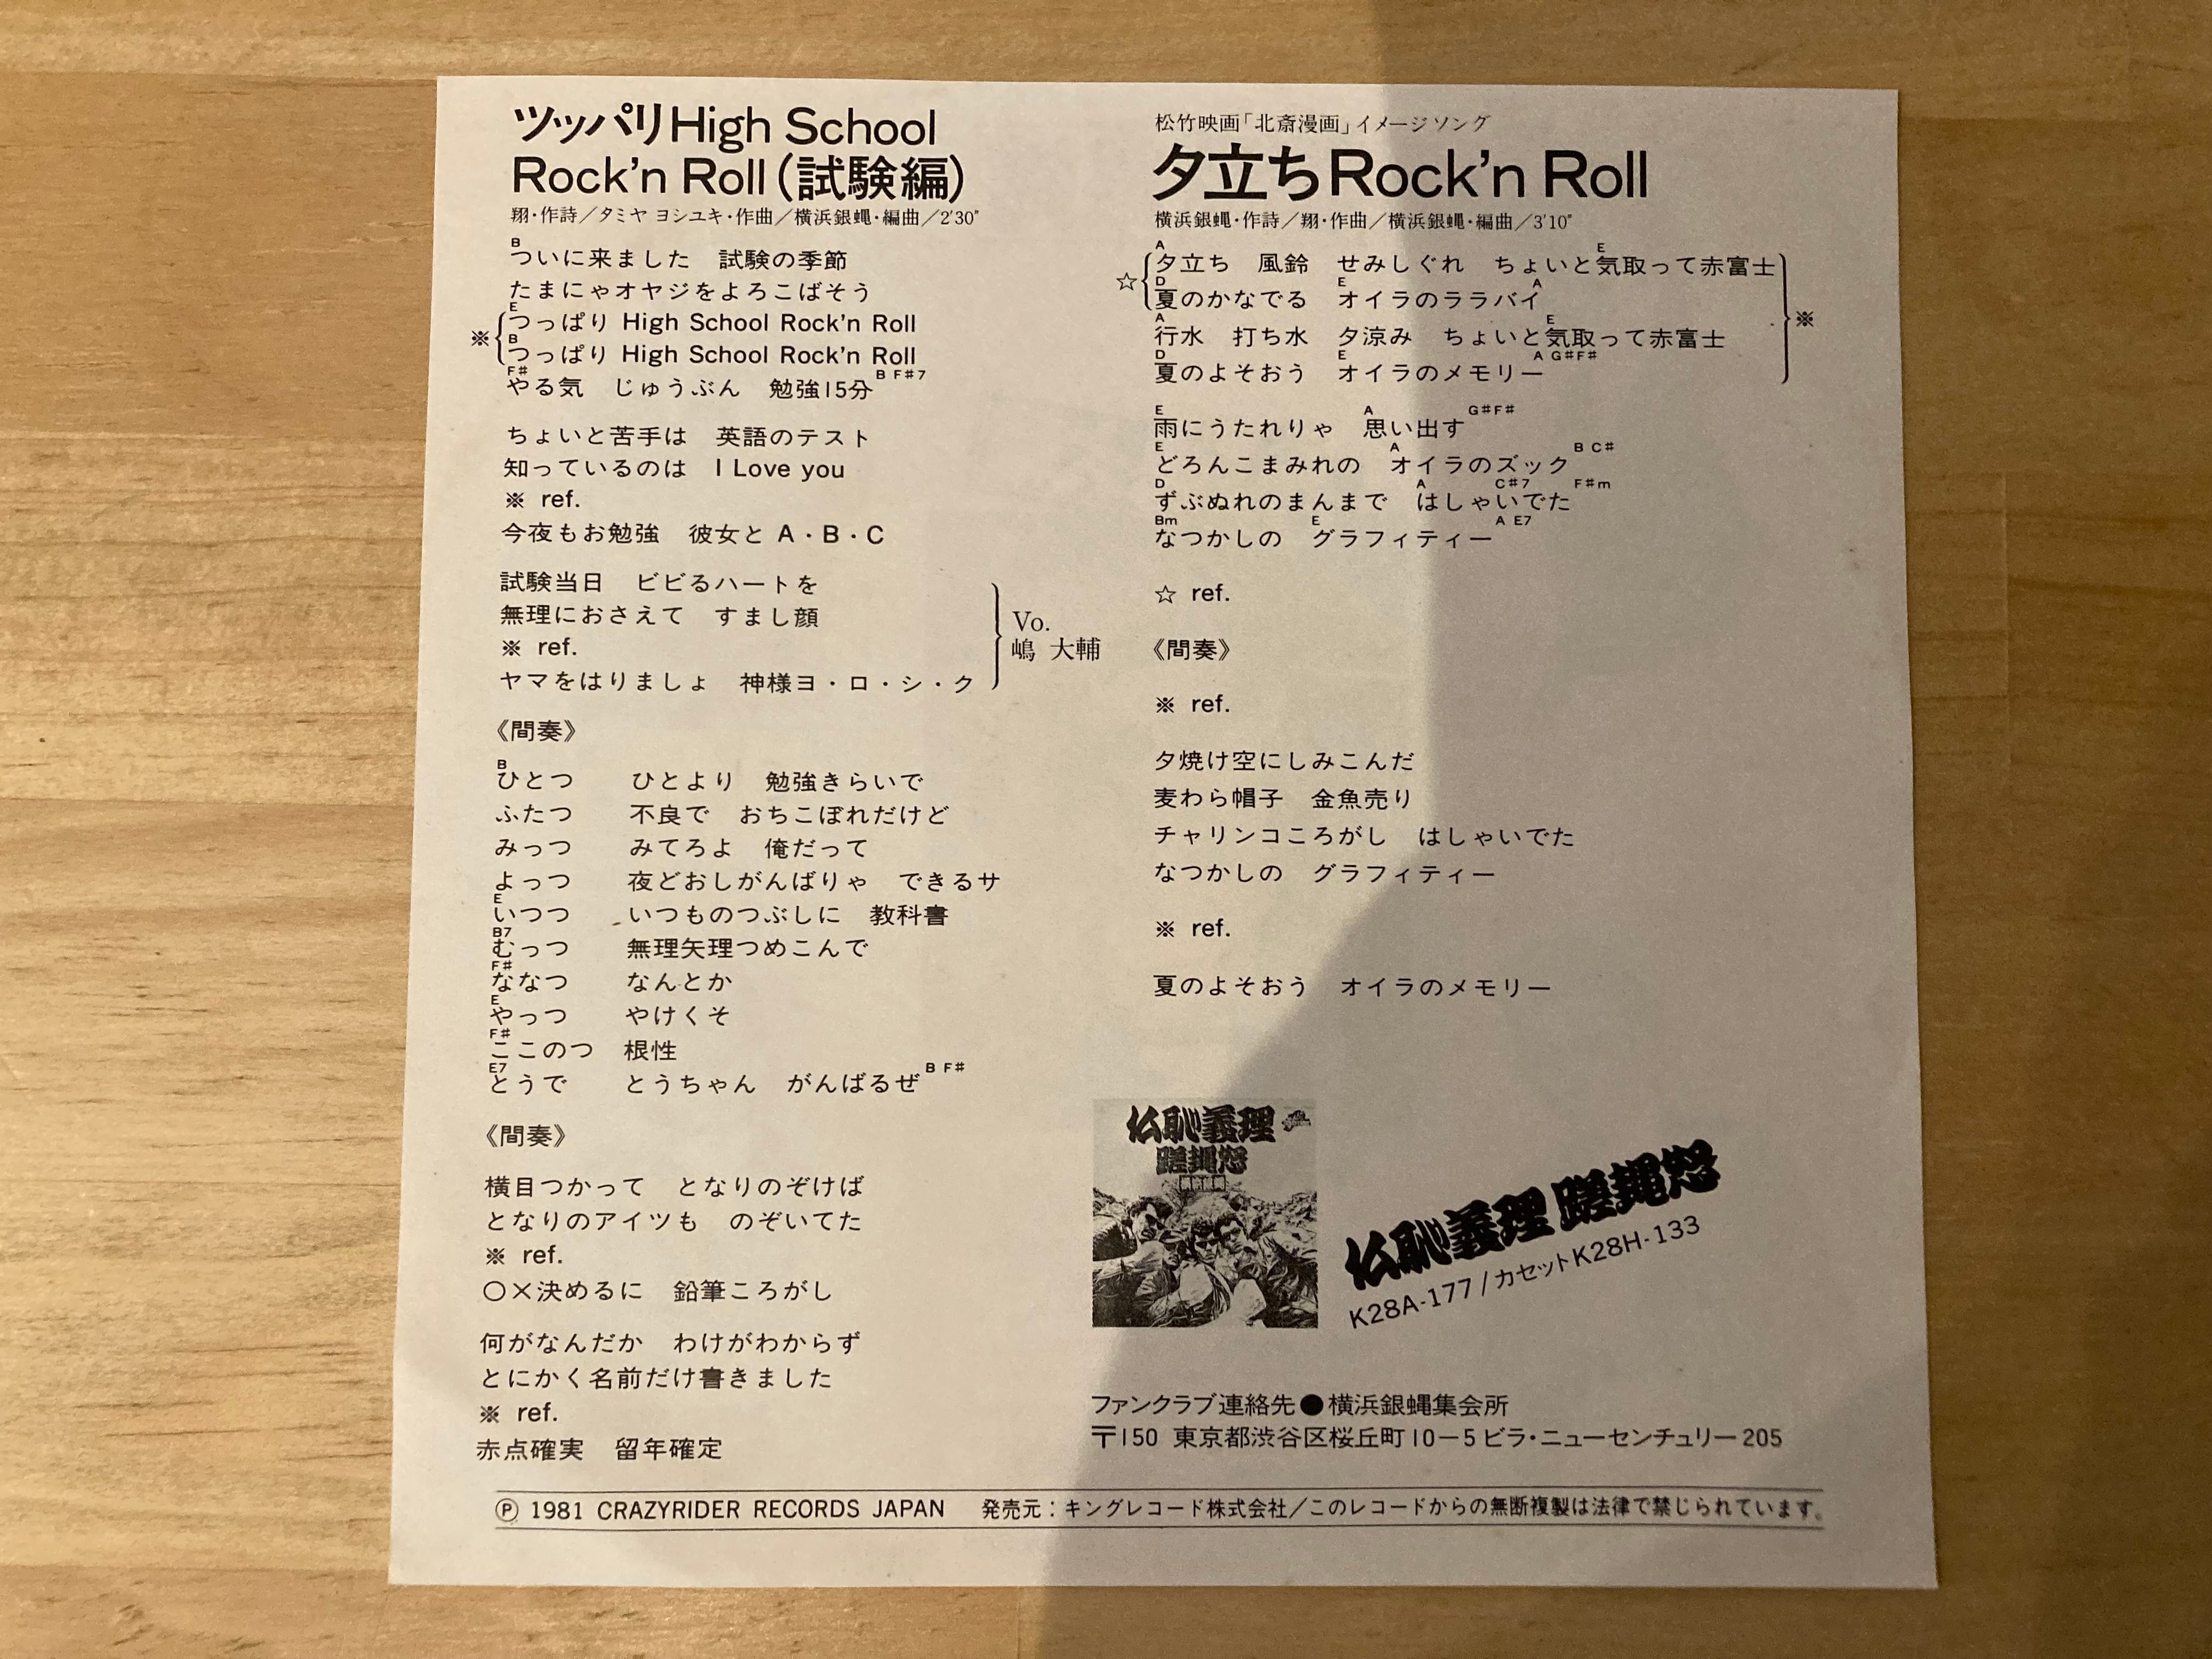 ツッパリHigh School
Rock'n Roll(試験編)
翔・作詩／タミヤ ヨシユキ・作曲／横浜銀蝿・編曲／2'30"
B
ついに来ました　試験の季節
たまにゃオヤジをよろこばそう
E
つっぱり High School Rock'n Roll
※
B
つっぱり High School Rock'n Roll
F# B F#7
やる気　じゅうぶん　勉強15分
ちょいと苦手は　英語のテスト
知っているのは　I Love you
※ ref.
今夜もお勉強　彼女と A・B・C
試験当日　ビビるハートを
無理におさえて　すまし顔
※ ref.
ヤマをはりましょ　神様ヨ・ロ・シ・ク
Vo.
嶋 大輔
《間奏》
B
ひとつ　ひとより　勉強きらいで
ふたつ　不良で　おちこぼれだけど
みっつ　みてろよ　俺だって
よっつ　夜どおしがんばりゃ　できるサ
E
いつつ　いつものつぶしに　教科書
B7
むっつ　無理矢理つめこんで
F#
ななつ　なんとか
E
やっつ　やけくそ
F#
ここのつ　根性
E7 B F#
とうで　とうちゃん　がんばるぜ
《間奏》
横目つかって　となりのぞけば
となりのアイツも　のぞいてた
※ ref.
○×決めるに　鉛筆ころがし
何がなんだか　わけがわからず
とにかく名前だけ書きました
※ ref.
赤点確実　留年確定
松竹映画「北斎漫画」イメージソング
夕立ちRock'n Roll
横浜銀蝿・作詩／翔・作曲／横浜銀蝿・編曲／3'10"
A E
夕立ち　風鈴　せみしぐれ　ちょいと気取って赤富士
☆
D E A
夏のかなでる　オイラのララバイ
※
A E
行水　打ち水　夕涼み　ちょいと気取って赤富士
D E A G#F#
夏のよそおう　オイラのメモリー
E A G#F#
雨にうたれりゃ　思い出す
E A B C#
どろんこまみれの　オイラのズック
D A C#7 F#m
ずぶぬれのまんまで　はしゃいでた
Bm E A E7
なつかしの　グラフィティー
☆ ref.
《間奏》
※ ref.
夕焼け空にしみこんだ
麦わら帽子　金魚売り
チャリンコころがし　はしゃいでた
なつかしの　グラフィティー
※ ref.
夏のよそおう　オイラのメモリー
仏恥義理
蹉蠅怒
仏恥義理 蹉蠅怒
K28A-177/カセットK28H-133
ファンクラブ連絡先●横浜銀蝿集会所
〒150 東京都渋谷区桜丘町10－5ビラ・ニューセンチュリー205
Ⓟ 1981 CRAZYRIDER RECORDS JAPAN　発売元：キングレコード株式会社／このレコードからの無断複製は法律で禁じられています。